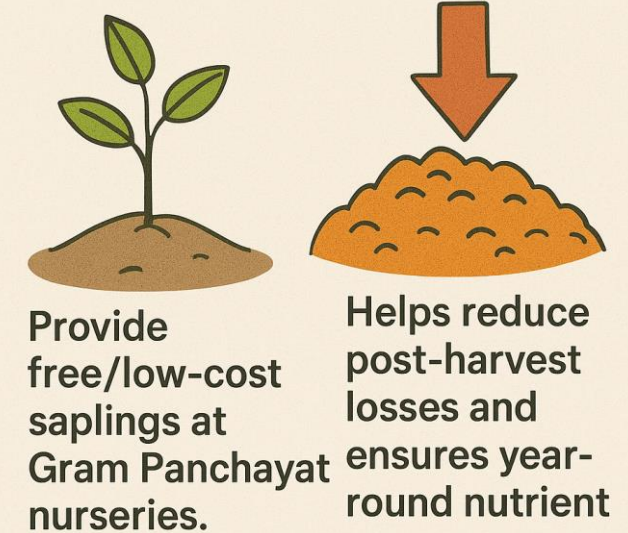 Provide
free/low-cost
saplings at
Gram Panchayat
nurseries.
Helps reduce
post-harvest
losses and
ensures year-
round nutrient